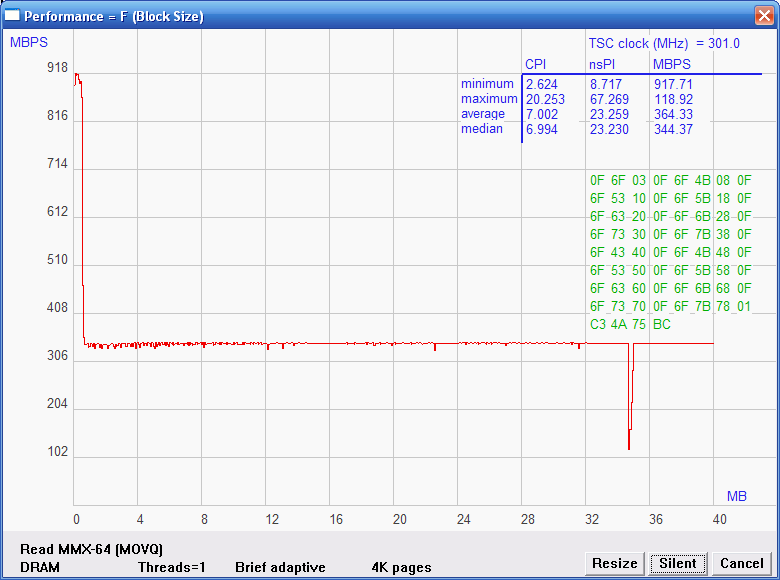 Performance = F (Block Size)
MBPS
TSC clock (MHz) = 301.0
CPI nsPI MBPS
minimum 2.624 8.717 917.71
maximum 20.253 67.269 118.92
average 7.002 23.259 364.33
median 6.994 23.230 344.37
0F 6F 03 0F 6F 4B 08 0F
6F 53 10 0F 6F 5B 18 0F
6F 63 20 0F 6F 6B 28 0F
6F 73 30 0F 6F 7B 38 0F
6F 43 40 0F 6F 4B 48 0F
6F 53 50 0F 6F 5B 58 0F
6F 63 60 0F 6F 6B 68 0F
6F 73 70 0F 6F 7B 78 01
C3 4A 75 BC
918
816
714
612
510
408
306
204
102
MB
0 4 8 12 16 20 24 28 32 36 40
Read MMX-64 (MOVQ)
DRAM Threads=1 Brief adaptive 4K pages
Resize Silent Cancel